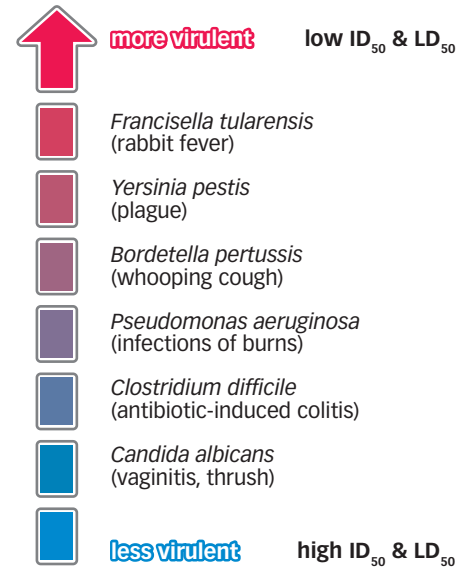 more virulent low ID50 & LD50
Francisella tularensis
(rabbit fever)
Yersinia pestis
(plague)
Bordetella pertussis
(whooping cough)
Pseudomonas aeruginosa
(infections of burns)
Clostridium difficile
(antibiotic-induced colitis)
Candida albicans
(vaginitis, thrush)
less virulent high ID50 & LD50